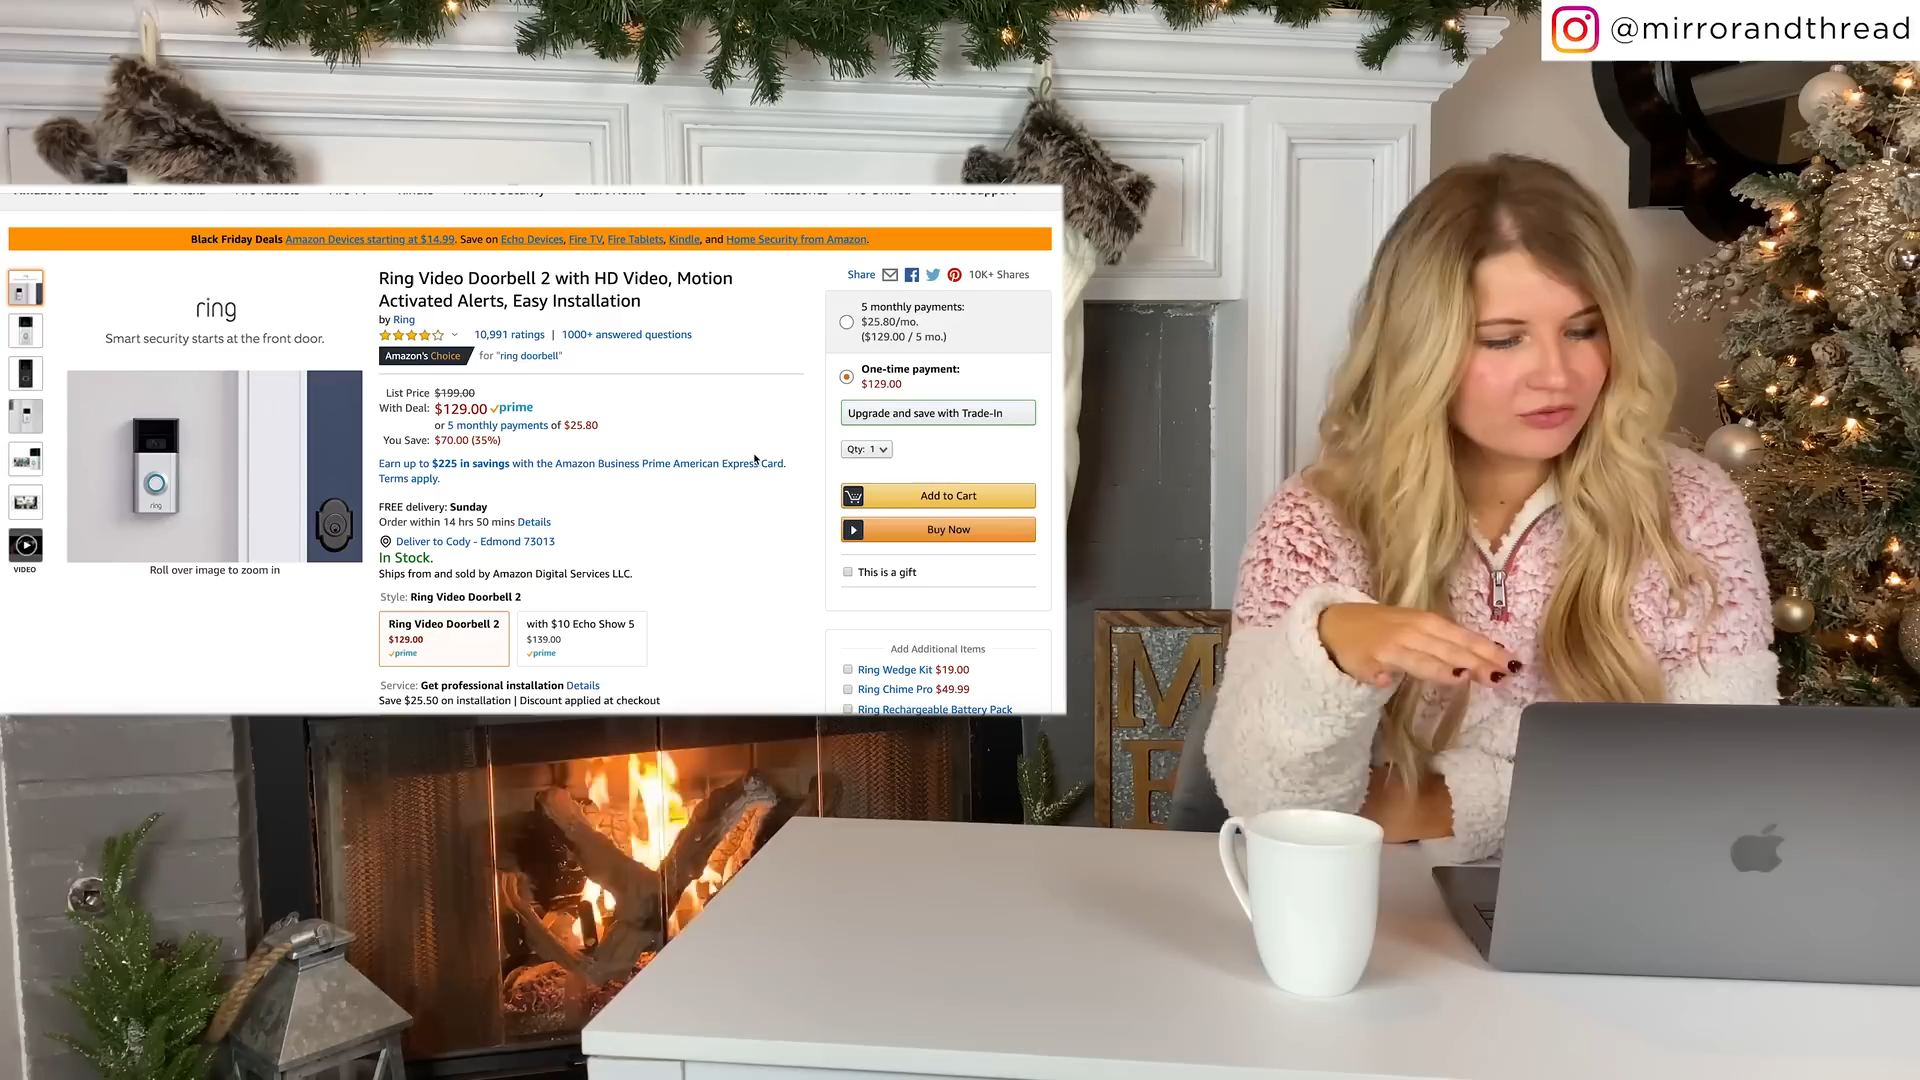 @mirrorandthread
Black Friday Deals Amazon Devices starting at $14.99. Save on Echo Devices, Fire TV, Fire Tablets, Kindle, and Home Security from Amazon.
ring
Smart security starts at the front door.
ring
Roll over image to zoom in
VIDEO
Ring Video Doorbell 2 with HD Video, Motion
Activated Alerts, Easy Installation
by Ring
10,991 ratings | 1000+ answered questions
Amazon's Choice for "ring doorbell"
List Price $199.00
With Deal: $129.00 prime
or 5 monthly payments of $25.80
You Save: $70.00 (35%)
Earn up to $225 in savings with the Amazon Business Prime American Express Card.
Terms apply.
FREE delivery: Sunday
Order within 14 hrs 50 mins Details
Deliver to Cody - Edmond 73013
In Stock.
Ships from and sold by Amazon Digital Services LLC.
Style: Ring Video Doorbell 2
Ring Video Doorbell 2
$129.00
prime
with $10 Echo Show 5
$139.00
prime
Service: Get professional installation Details
Save $25.50 on installation | Discount applied at checkout
Share 10K+ Shares
5 monthly payments:
$25.80/mo.
($129.00 / 5 mo.)
One-time payment:
$129.00
Upgrade and save with Trade-In
Qty: 1
Add to Cart
Buy Now
This is a gift
Add Additional Items
Ring Wedge Kit $19.00
Ring Chime Pro $49.99
Ring Rechargeable Battery Pack
M